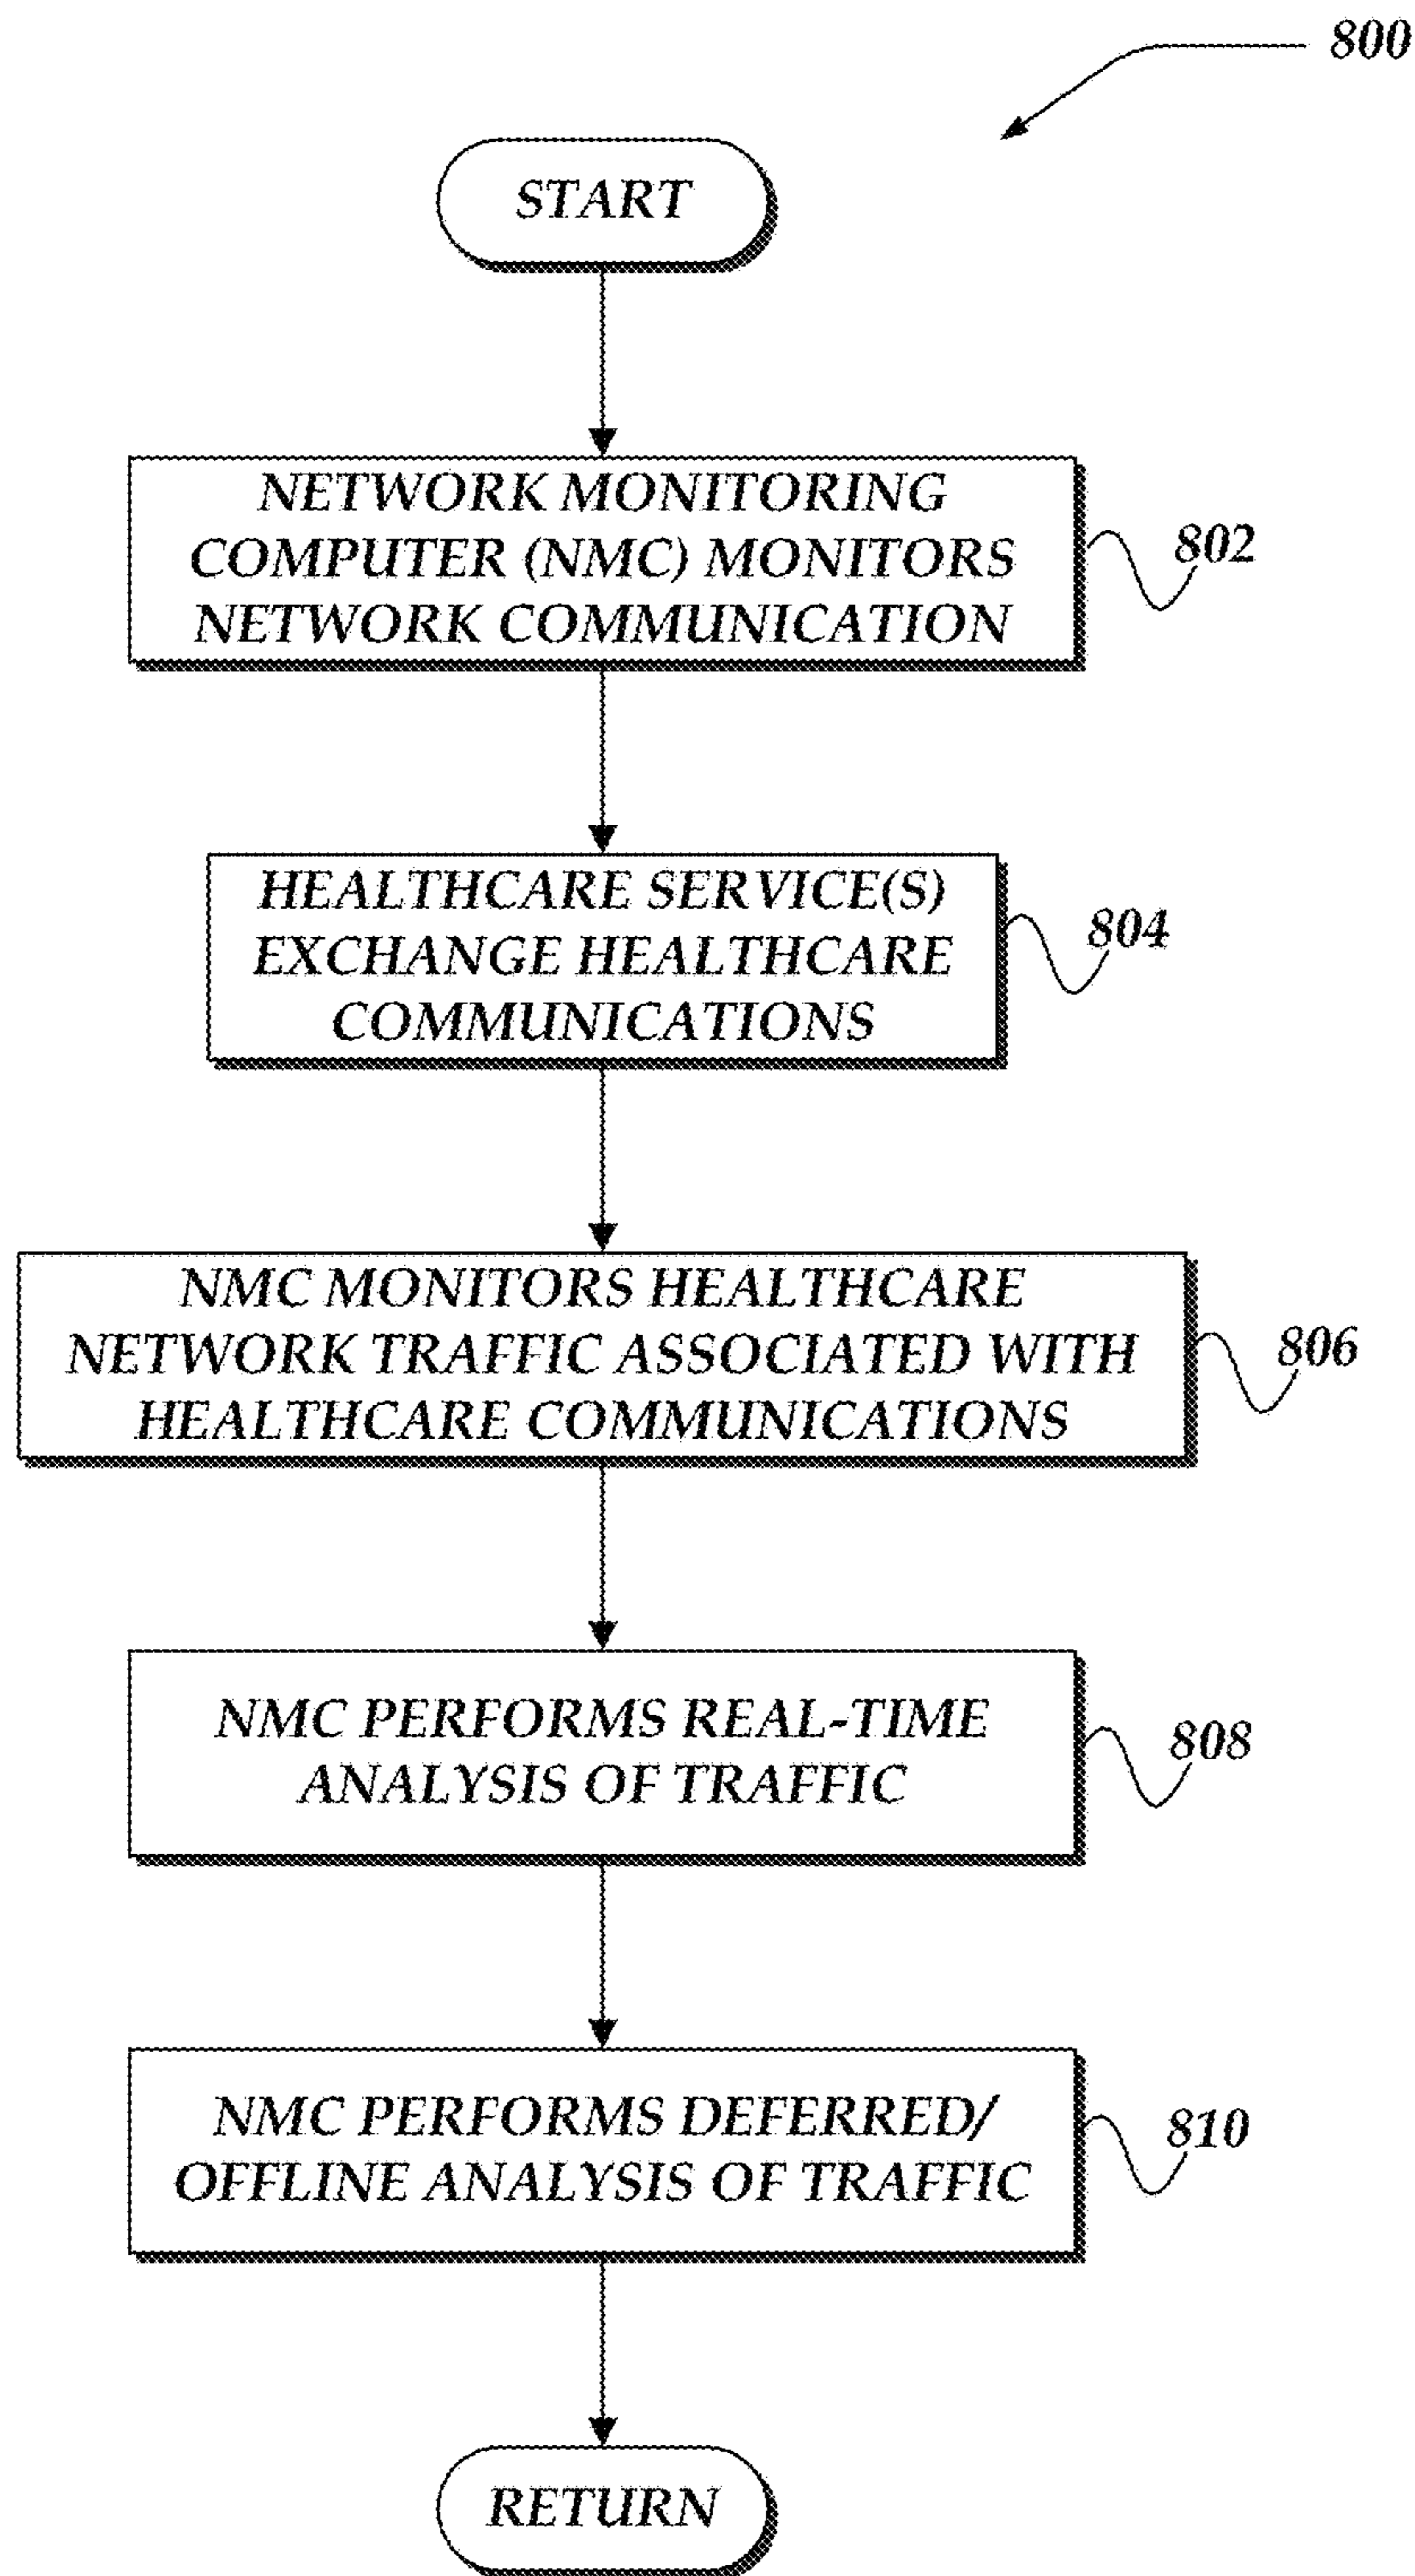 800
START
NETWORK MONITORING
COMPUTER (NMC) MONITORS
NETWORK COMMUNICATION
802
HEALTHCARE SERVICE(S)
EXCHANGE HEALTHCARE
COMMUNICATIONS
804
NMC MONITORS HEALTHCARE
NETWORK TRAFFIC ASSOCIATED WITH
HEALTHCARE COMMUNICATIONS
806
NMC PERFORMS REAL-TIME
ANALYSIS OF TRAFFIC
808
NMC PERFORMS DEFERRED/
OFFLINE ANALYSIS OF TRAFFIC
810
RETURN